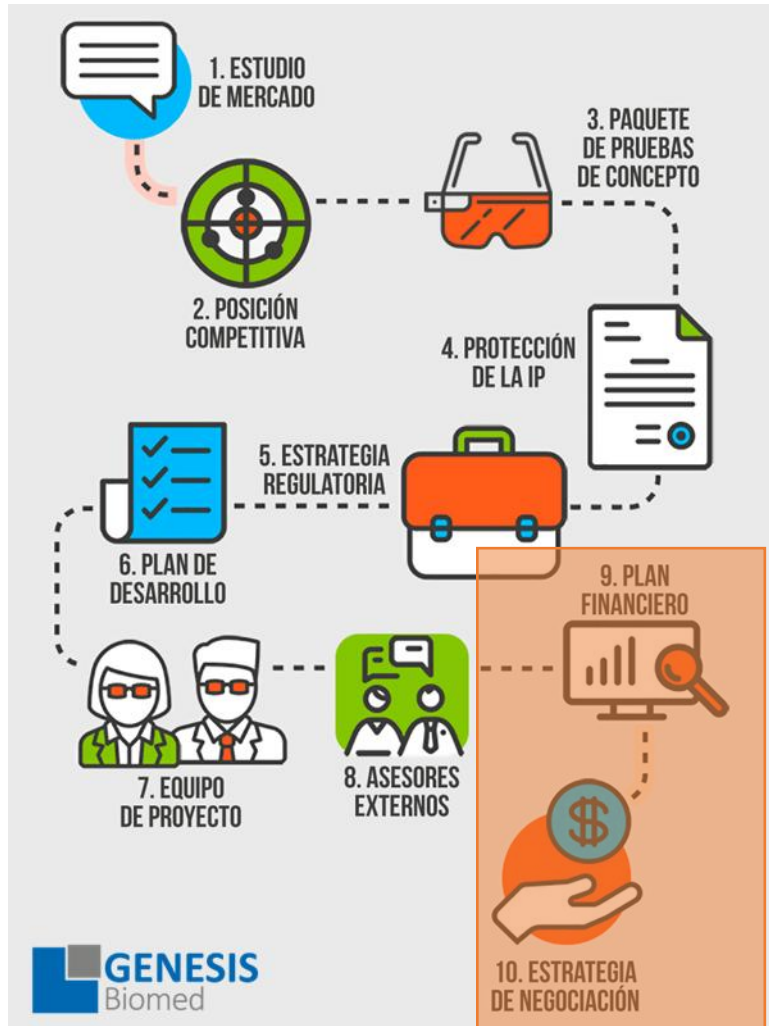 1. ESTUDIO
DE MERCADO
2. POSICIÓN
COMPETITIVA
3. PAQUETE
DE PRUEBAS
DE CONCEPTO
4. PROTECCIÓN
DE LA IP
5. ESTRATEGIA
REGULATORIA
6. PLAN DE
DESARROLLO
7. EQUIPO
DE PROYECTO
8. ASESORES
EXTERNOS
9. PLAN
FINANCIERO
$
10. ESTRATEGIA
DE NEGOCIACIÓN
GENESIS
Biomed